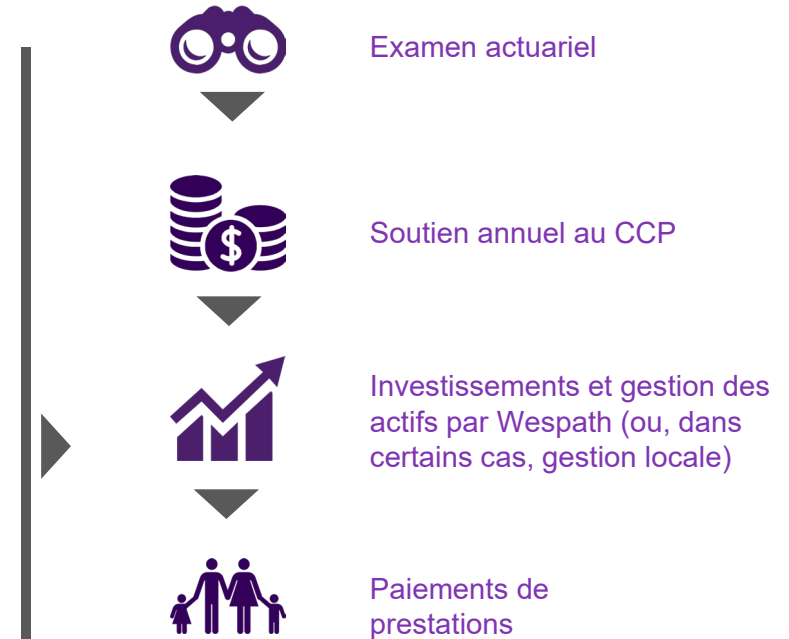 Examen actuariel
$
Soutien annuel au CCP
Investissements et gestion des
actifs par Wespath (ou, dans
certains cas, gestion locale)
Paiements de
prestations